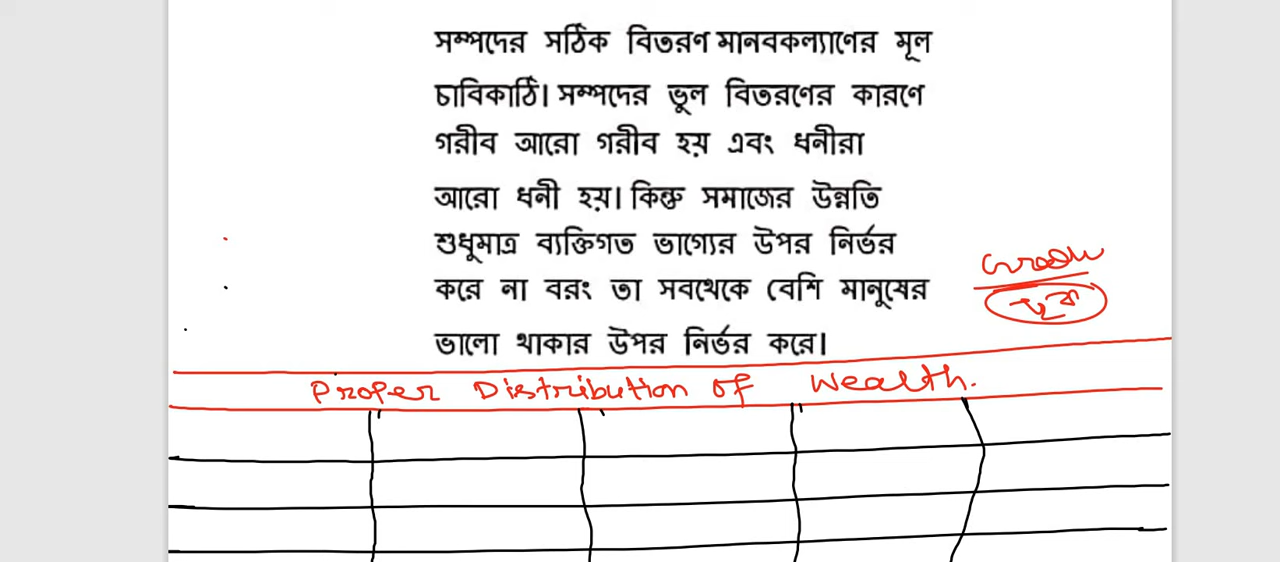 সম্পদের সঠিক বিতরণ মানবকল্যাণের মূল
চাবিকাঠি। সম্পদের ভুল বিতরণের কারণে
গরীব আরো গরীব হয় এবং ধনীরা
আরো ধনী হয়। কিন্তু সমাজের উন্নতি
শুধুমাত্র ব্যক্তিগত ভাগ্যের উপর নির্ভর
করে না বরং তা সবথেকে বেশি মানুষের
ভালো থাকার উপর নির্ভর করে।
Proper Distribution of Wealth.